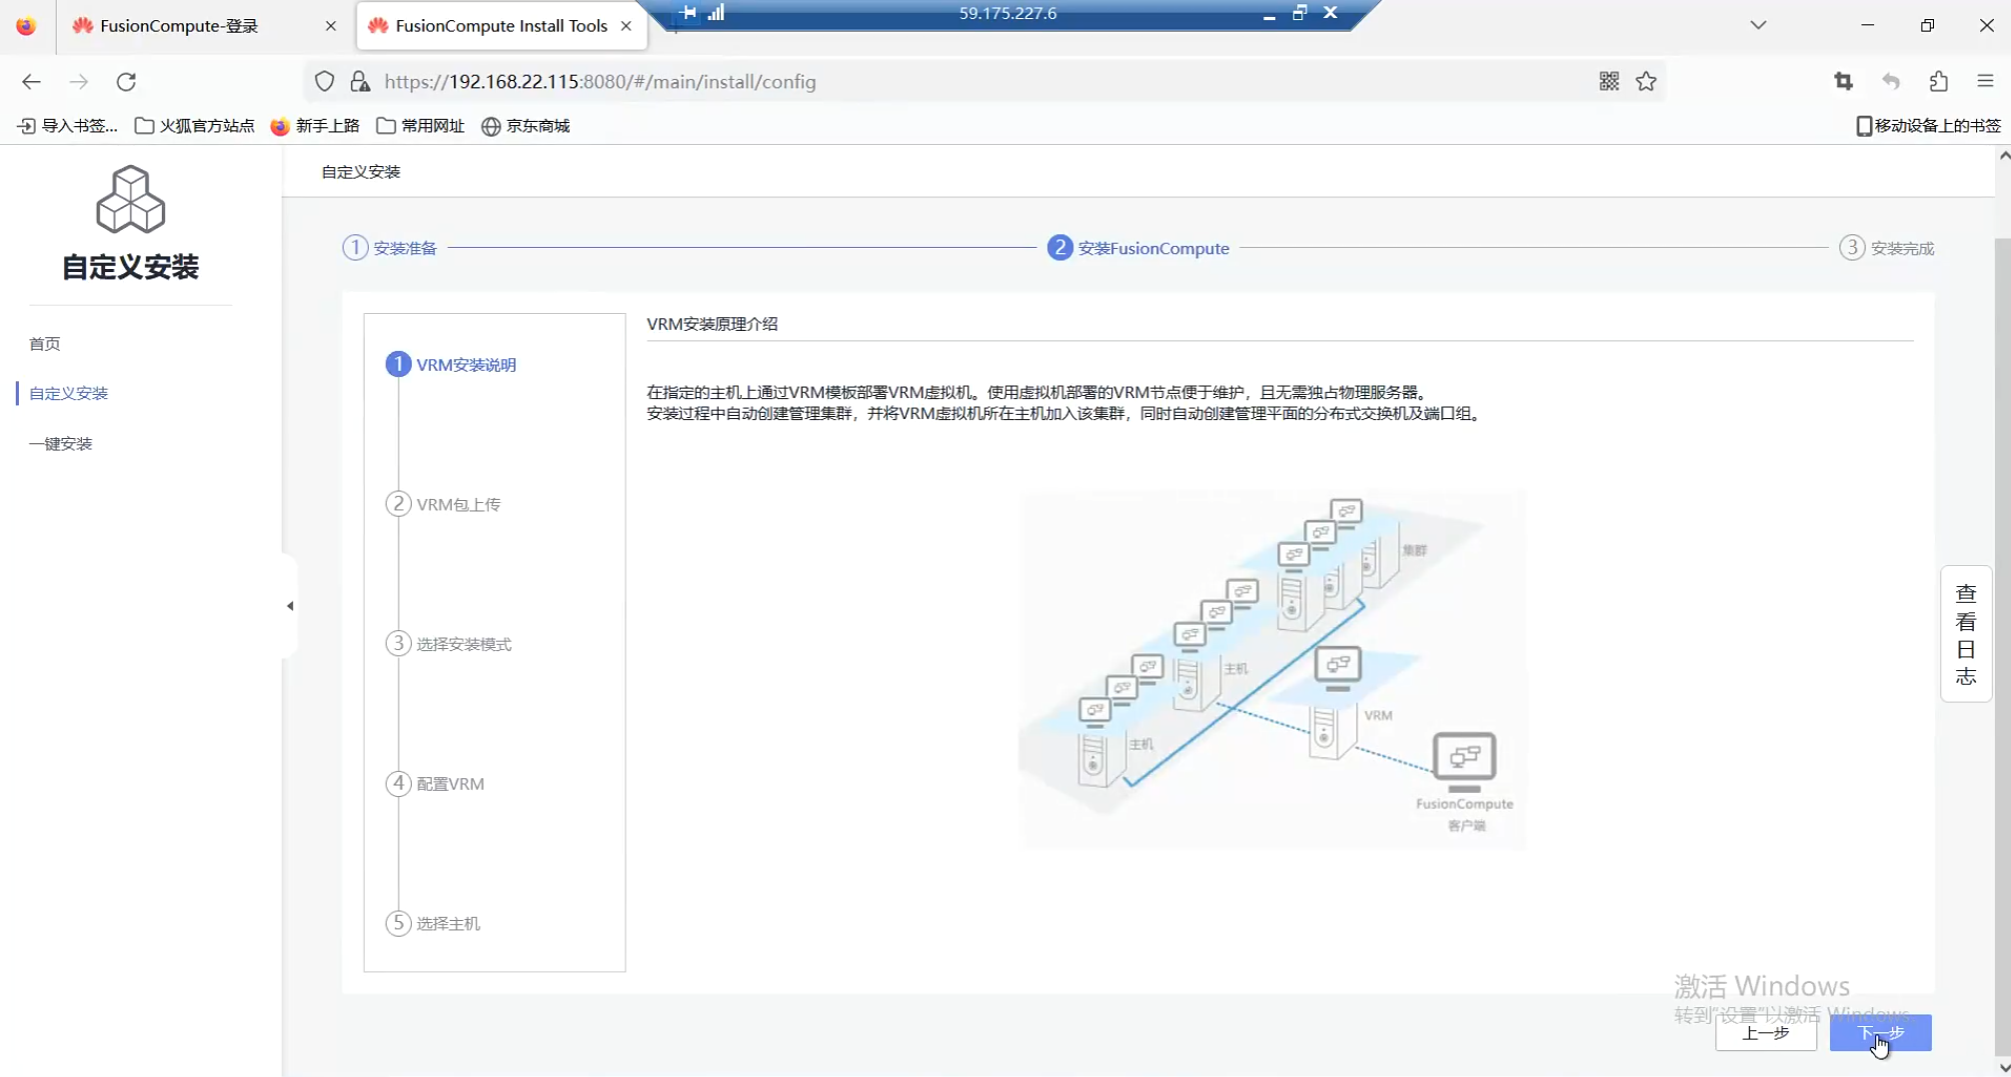 FusionCompute-登录
FusionCompute Install Tools
59.175.227.6
https://192.168.22.115:8080/#/main/install/config
导入书签...
火狐官方站点
新手上路
常用网址
京东商城
移动设备上的书签
自定义安装
自定义安装
1 安装准备
2 安装FusionCompute
3 安装完成
首页
自定义安装
一键安装
1 VRM安装说明
2 VRM包上传
3 选择安装模式
4 配置VRM
5 选择主机
VRM安装原理介绍
在指定的主机上通过VRM模板部署VRM虚拟机。使用虚拟机部署的VRM节点便于维护，且无需独占物理服务器。
安装过程中自动创建管理集群，并将VRM虚拟机所在主机加入该集群，同时自动创建管理平面的分布式交换机及端口组。
集群
主机
VRM
主机
FusionCompute
客户端
查看日志
激活 Windows
转到"设置"以激活 Windows。
上一步
下一步